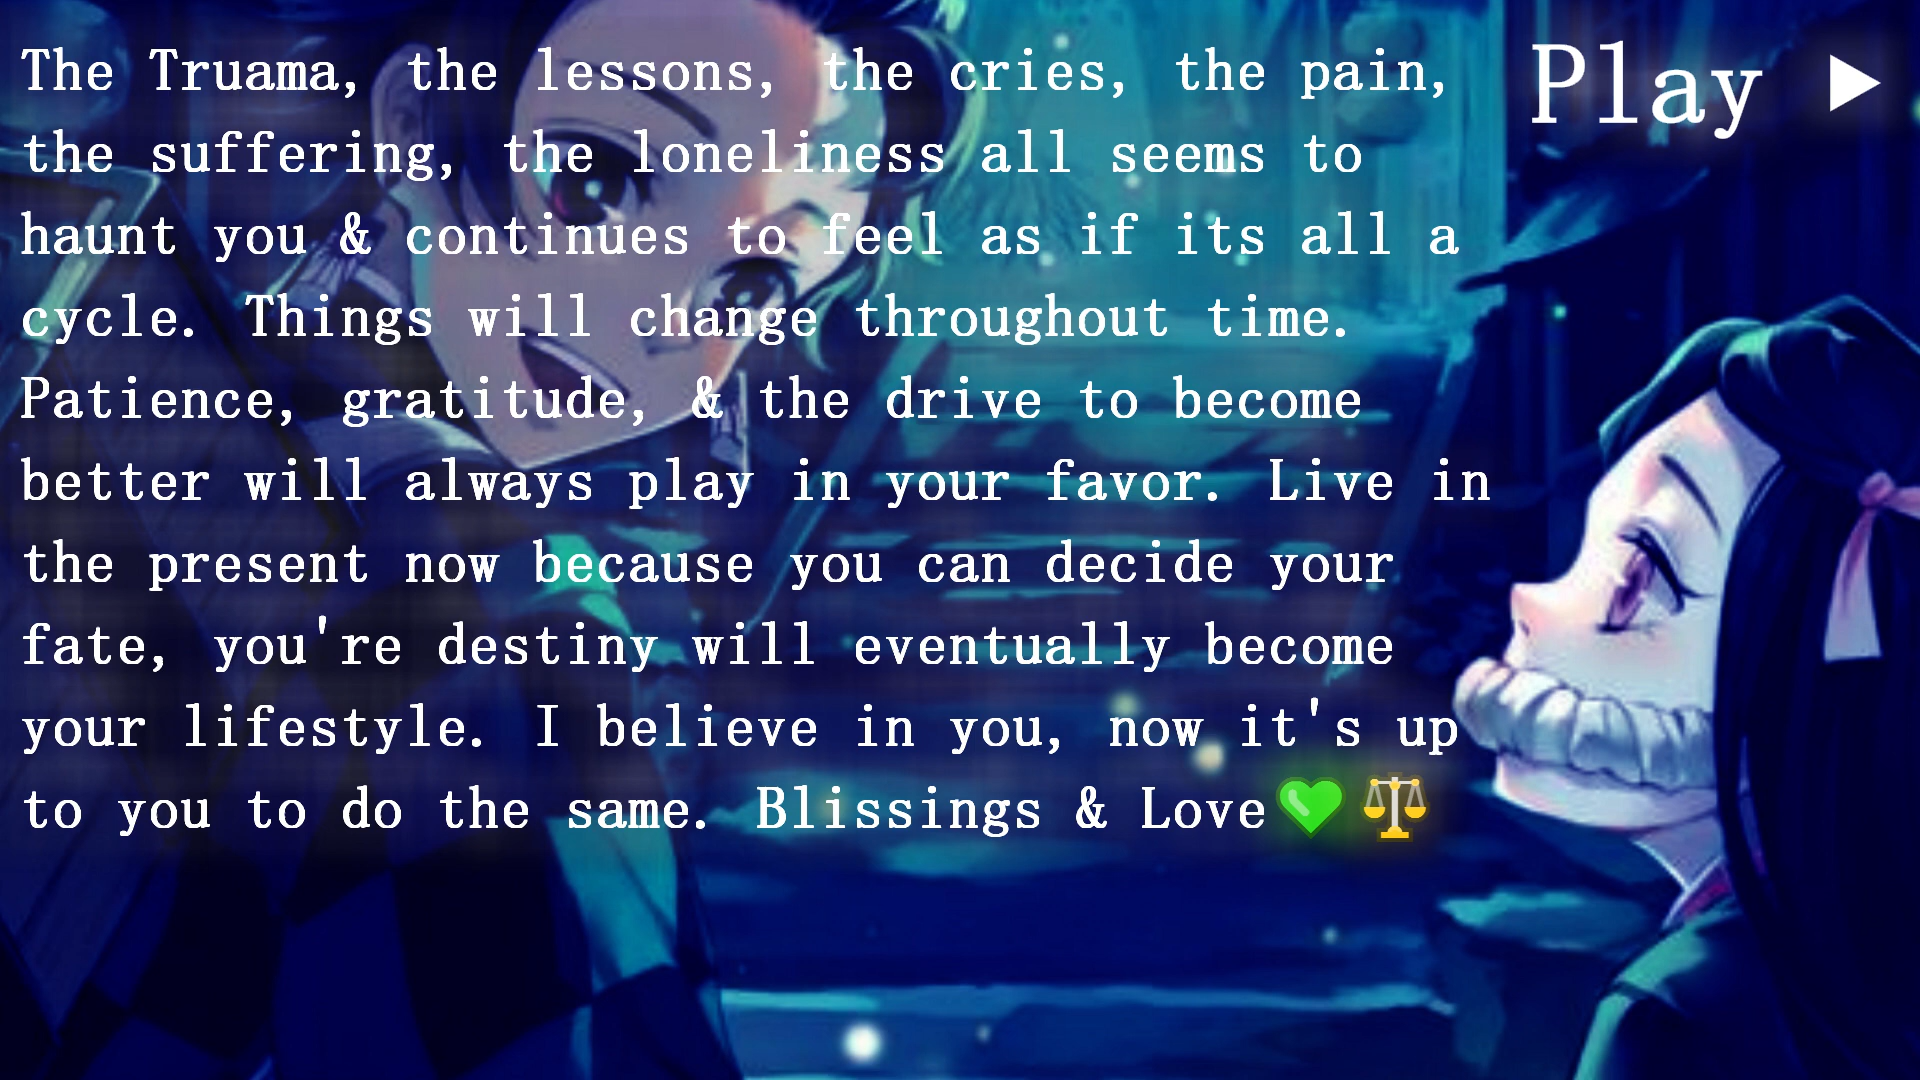 The Truama, the lessons, the cries, the pain,
the suffering, the loneliness all seems to
haunt you & continues to feel as if its all a
cycle. Things will change throughout time.
Patience, gratitude, & the drive to become
better will always play in your favor. Live in
the present now because you can decide your
fate, you're destiny will eventually become
your lifestyle. I believe in you, now it's up
to you to do the same. Blissings & Love💚⚖️
Play ▶